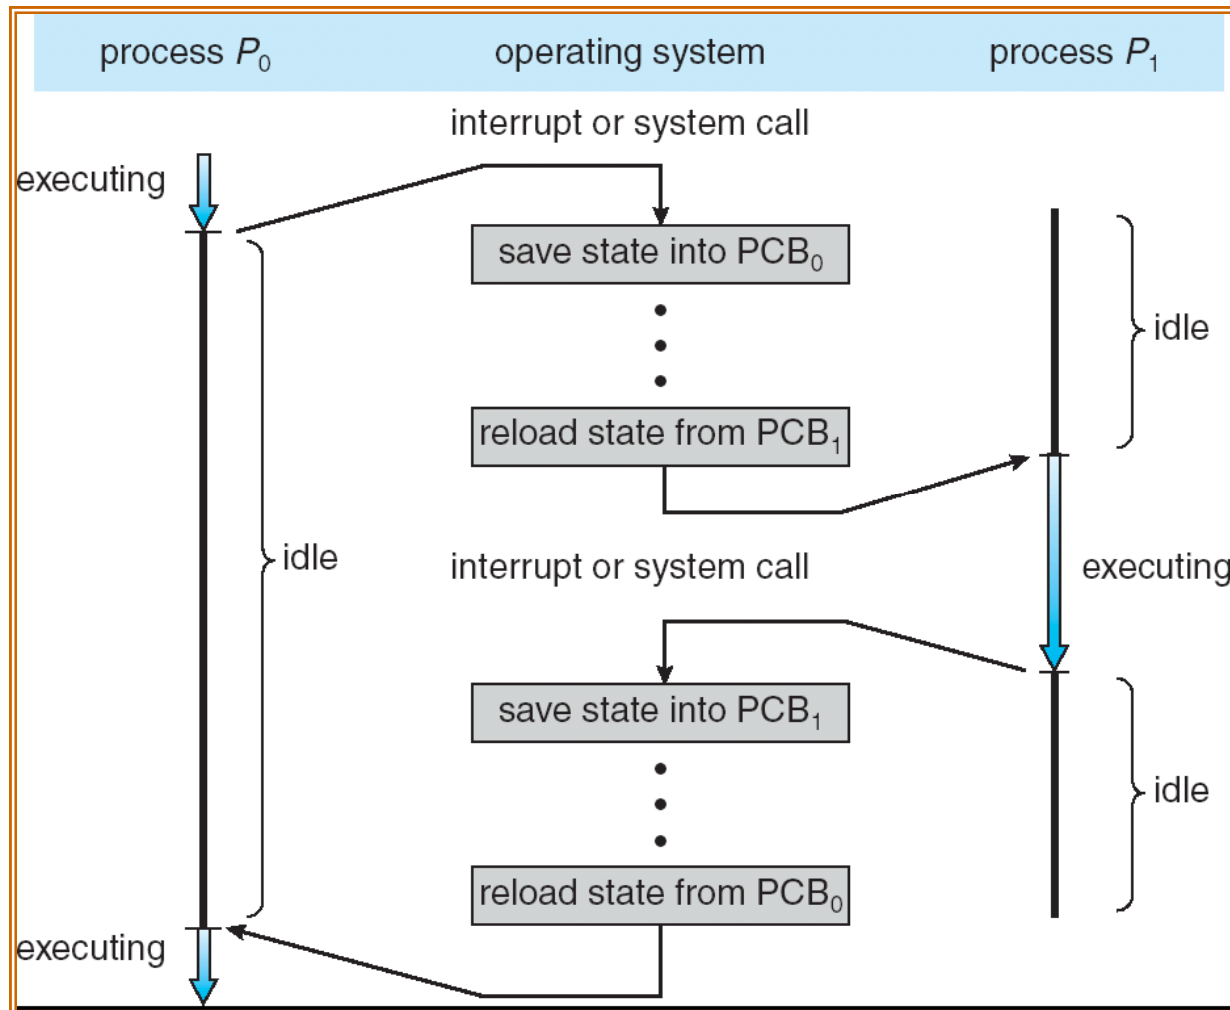 process P₀ operating system process P₁
interrupt or system call
executing
save state into PCB₀
idle
reload state from PCB₁
idle
interrupt or system call
executing
save state into PCB₁
idle
reload state from PCB₀
executing